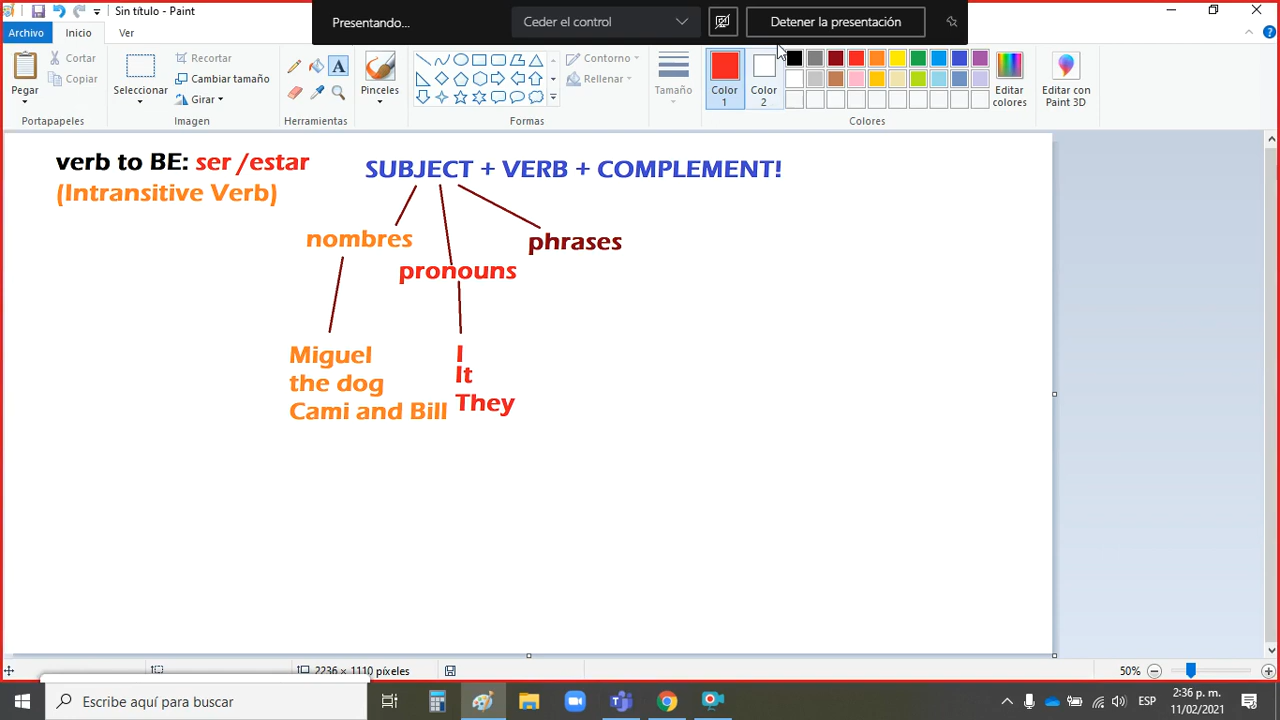 Sin título - Paint
Presentando...
Ceder el control
Detener la presentación
Archivo
Inicio
Ver
Pegar
Cortar
Copiar
Portapapeles
Seleccionar
Recortar
Cambiar tamaño
Girar
Imagen
A
Herramientas
Pinceles
Contorno
Rellenar
Formas
Tamaño
Color
1
Color
2
Editar
colores
Colores
Editar con
Paint 3D
verb to BE: ser /estar
(Intransitive Verb)
SUBJECT + VERB + COMPLEMENT!
nombres
phrases
pronouns
Miguel
the dog
Cami and Bill
I
It
They
2236 × 1110 píxeles
50%
Escribe aquí para buscar
ESP
2:36 p. m.
11/02/2021